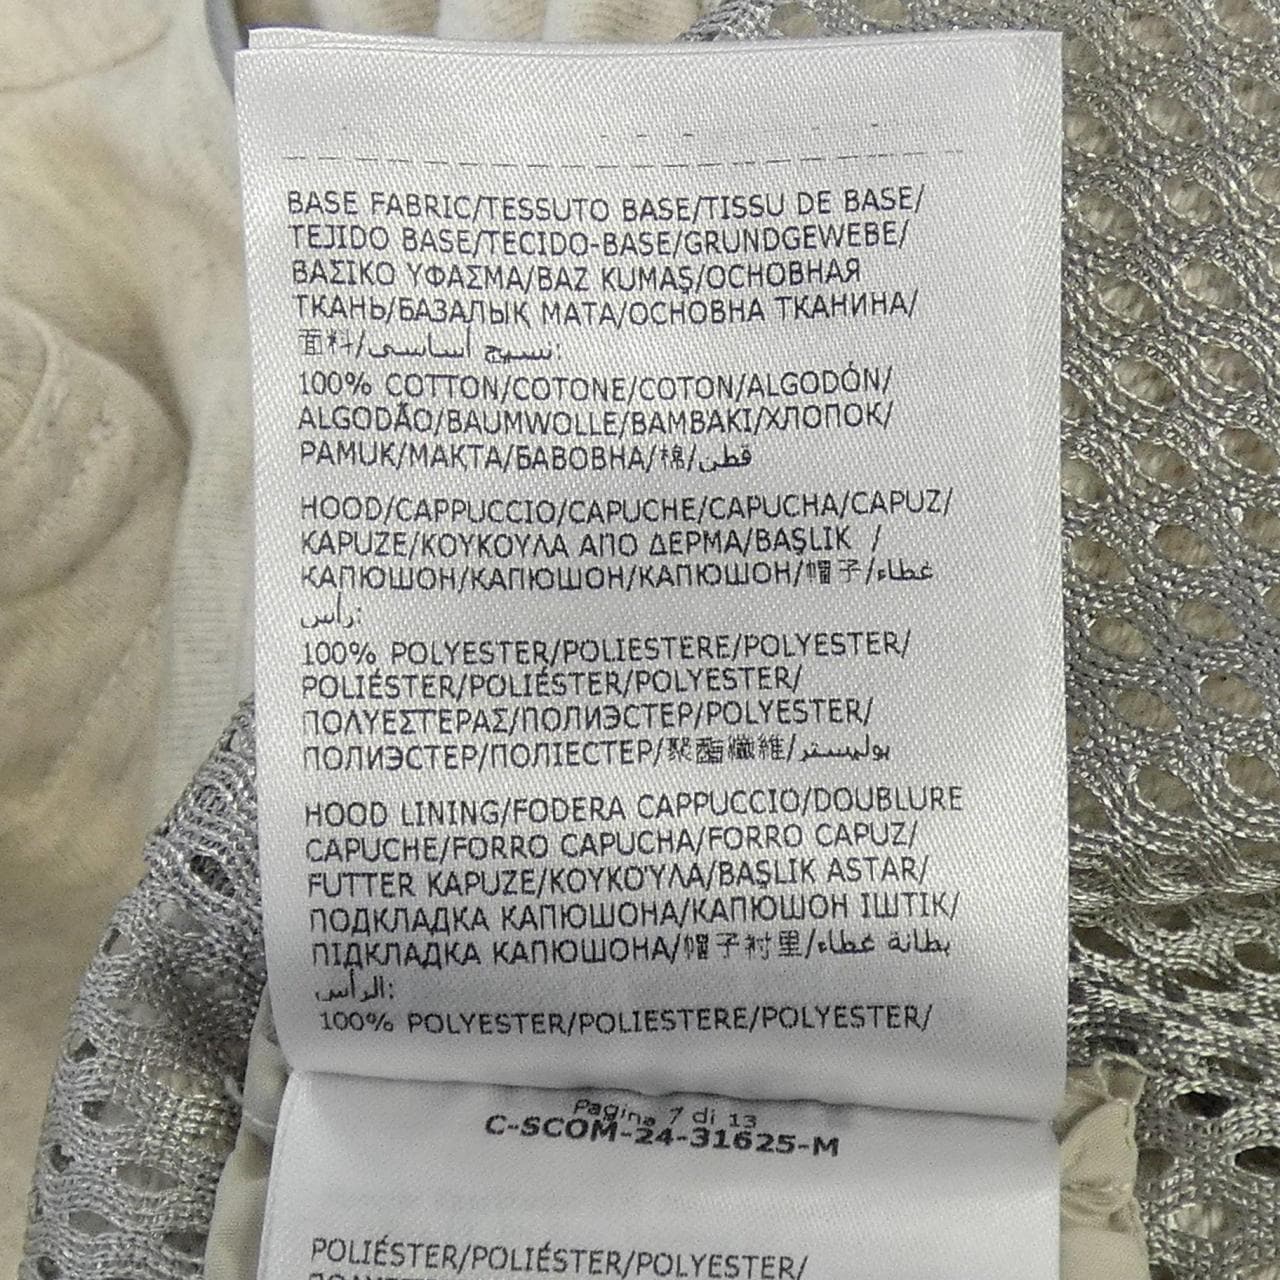 BASE FABRIC/TESSUTO BASE/TISSU DE BASE/
TEJIDO BASE/TECIDO-BASE/GRUNDGEWEBE/
ΒΑΣΙΚΟ ΥΦΑΣΜΑ/BAZ KUMAŞ/ОСНОВНАЯ
ТКАНЬ/БАЗАЛЫҚ МАТА/ОСНОВНА ТКАНИНА/
面料/نسيج أساسي:
100% COTTON/COTONE/COTON/ALGODÓN/
ALGODÃO/BAUMWOLLE/ΒΑΜΒΑΚΙ/ХЛОПОК/
PAMUK/МАҚТА/БАВОВНА/棉/قطن
HOOD/CAPPUCCIO/CAPUCHE/CAPUCHA/CAPUZ/
KAPUZE/ΚΟΥΚΟΥΛΑ ΑΠΟ ΔΕΡΜΑ/BAŞLIK /
КАПЮШОН/КАПЮШОН/КАПЮШОН/帽子/غطاء
رأس:
100% POLYESTER/POLIESTERE/POLYESTER/
POLIÉSTER/POLIÉSTER/POLYESTER/
ΠΟΛΥΕΣΤΕΡΑΣ/ПОЛИЭСТЕР/POLYESTER/
ПОЛИЭСТЕР/ПОЛІЕСТЕР/聚酯纖維/بوليستر
HOOD LINING/FODERA CAPPUCCIO/DOUBLURE
CAPUCHE/FORRO CAPUCHA/FORRO CAPUZ/
FUTTER KAPUZE/ΚΟΥΚΟΎΛΑ/BAŞLIK ASTAR/
ПОДКЛАДКА КАПЮШОНА/КАПЮШОН ІШТІК/
ПІДКЛАДКА КАПЮШОНА/帽子衬里/بطانة غطاء
الرأس:
100% POLYESTER/POLIESTERE/POLYESTER/
Pagina 7 di 13
C-SCOM-24-31625-M
POLIÉSTER/POLIÉSTER/POLYESTER/